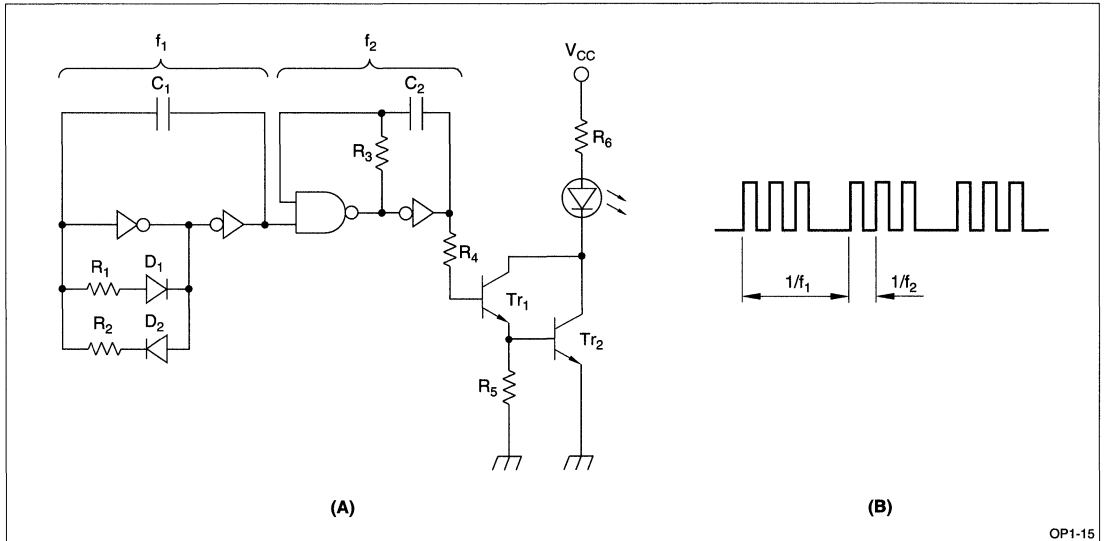 f₁
f₂
C₁
C₂
V_CC
R₃
R₆
R₁
D₁
R₂
D₂
R₄
Tr₁
Tr₂
R₅
1/f₁
1/f₂
(A)
(B)
OP1-15